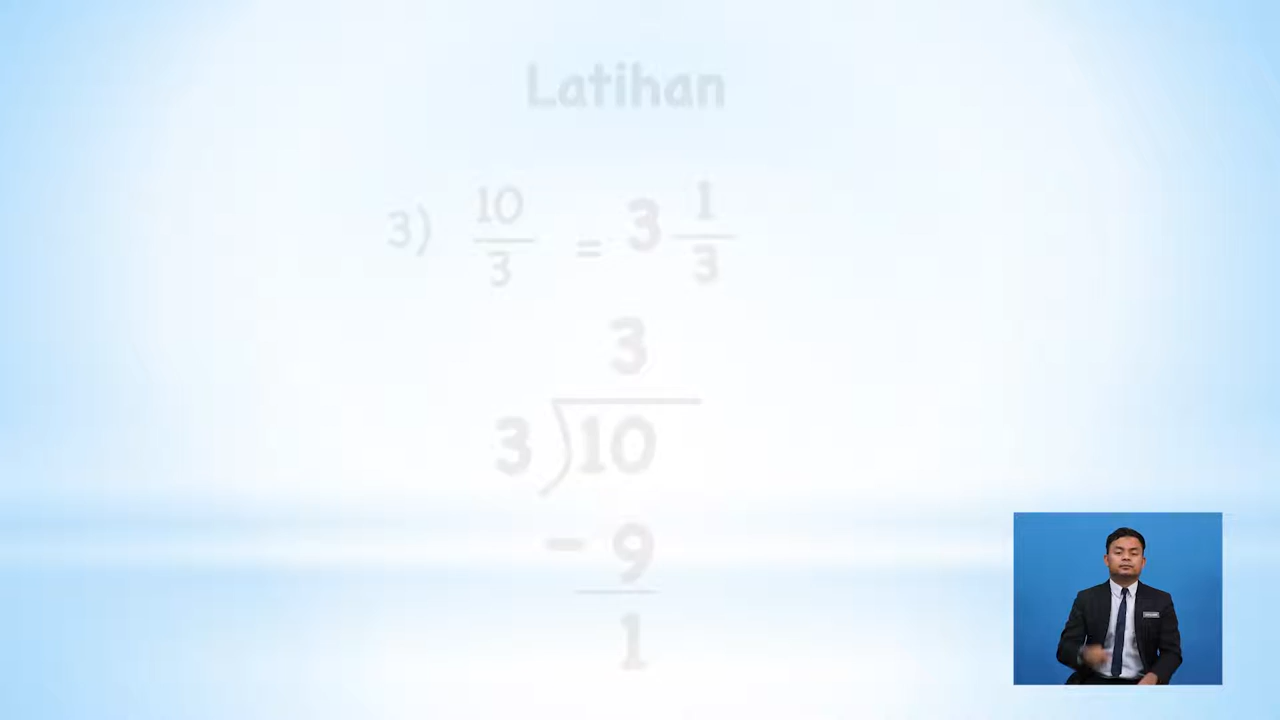 Latihan
3) 10/3 = 3 1/3
3
3 10
- 9
1